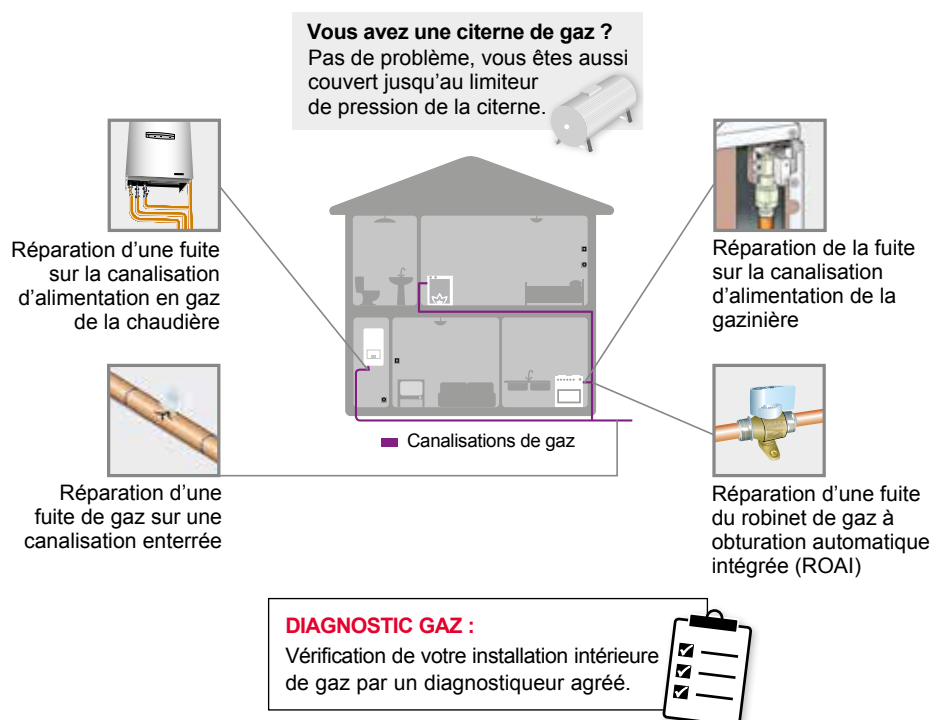 Vous avez une citerne de gaz ?
Pas de problème, vous êtes aussi
couvert jusqu’au limiteur
de pression de la citerne.
Réparation d’une fuite
sur la canalisation
d’alimentation en gaz
de la chaudière
Réparation de la fuite
sur la canalisation
d’alimentation de la
gazinière
Canalisations de gaz
Réparation d’une
fuite de gaz sur une
canalisation enterrée
Réparation d’une fuite
du robinet de gaz à
obturation automatique
intégrée (ROAI)
DIAGNOSTIC GAZ :
Vérification de votre installation intérieure
de gaz par un diagnostiqueur agréé.